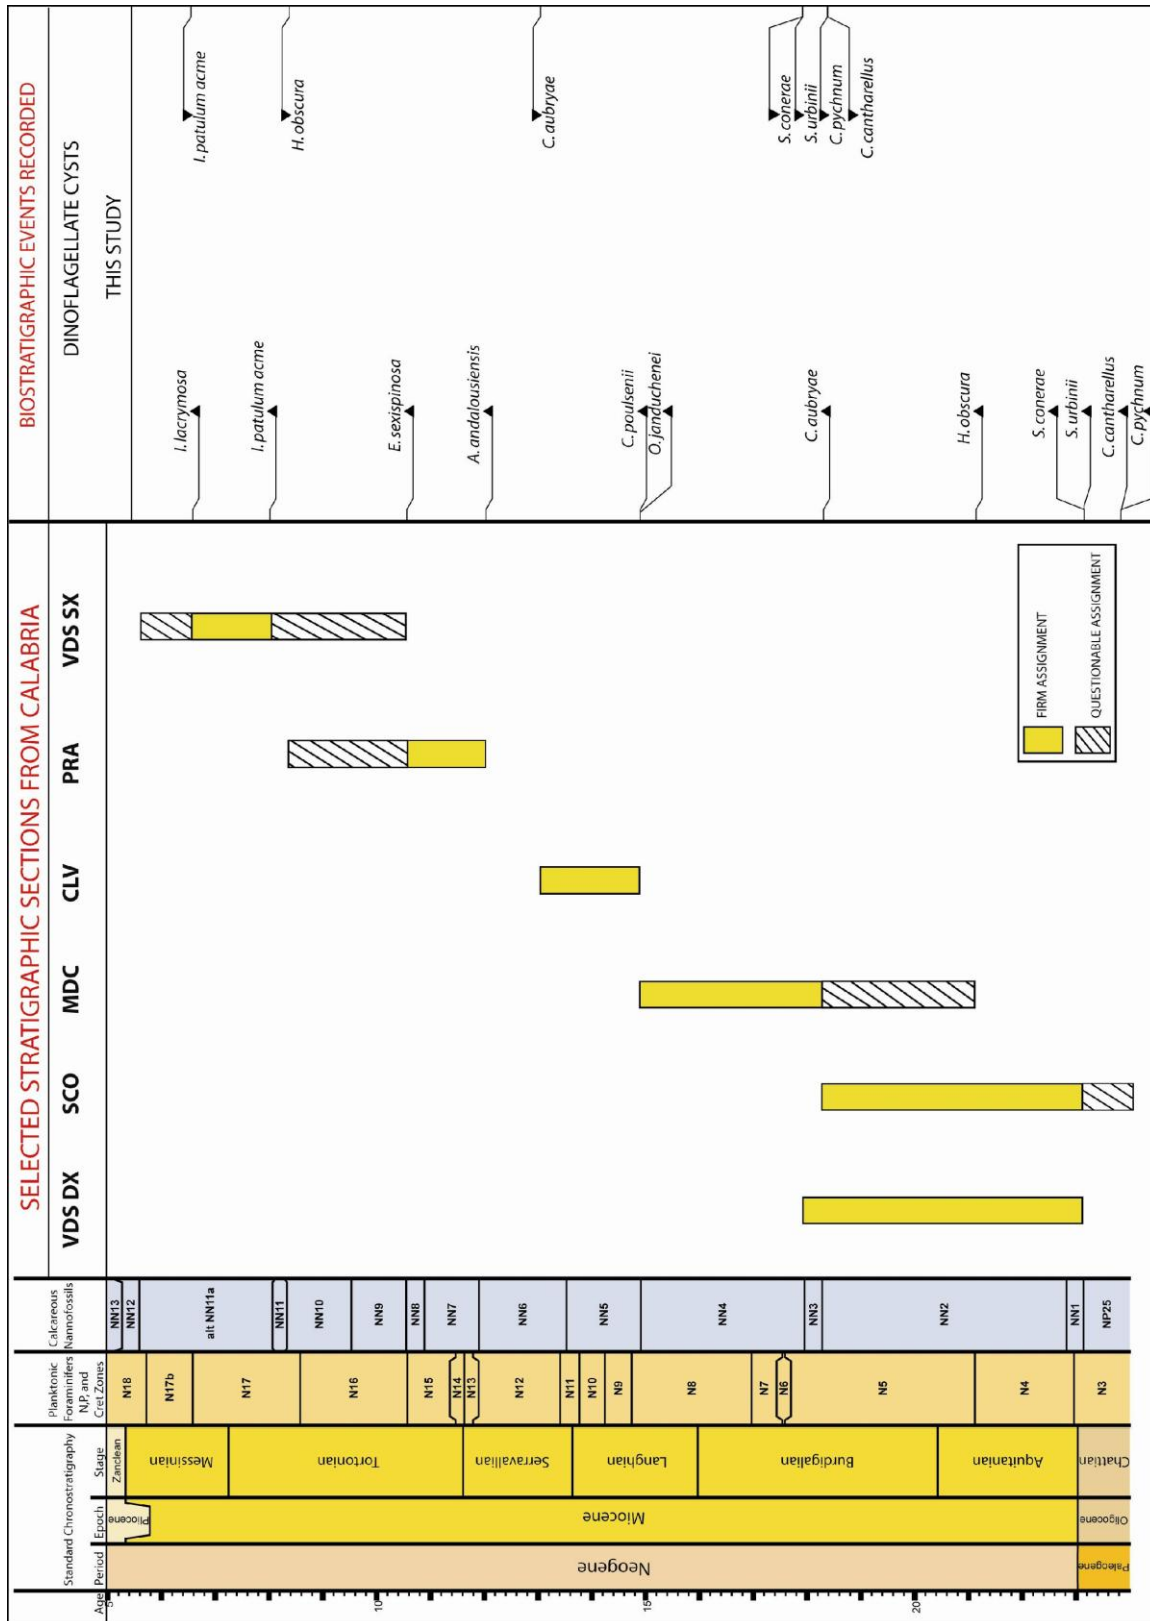 SELECTED STRATIGRAPHIC SECTIONS FROM CALABRIA
BIOSTRATIGRAPHIC EVENTS RECORDED
Standard Chronostratigraphy
Planktonic
Foraminifers
N,P, and
Cret Zones
Calcareous
Nannofossils
DINOFLAGELLATE CYSTS
THIS STUDY
Age
Period
Epoch
Stage
VDS DX
SCO
MDC
CLV
PRA
VDS SX
5
10
15
20
Neogene
Paleogene
Pliocene
Miocene
Oligocene
Zanclean
Messinian
Tortonian
Serravallian
Langhian
Burdigalian
Aquitanian
Chattian
N18
N17b
N17
N16
N15
N14
N13
N12
N11
N10
N9
N8
N7
N6
N5
N4
N3
NN13
NN12
alt NN11a
NN11
NN10
NN9
NN8
NN7
NN6
NN5
NN4
NN3
NN2
NN1
NP25
FIRM ASSIGNMENT
QUESTIONABLE ASSIGNMENT
I.lacrymosa
I.patulum acme
E.sexispinosa
A.andalousiensis
C.poulsenii
O.janduchenei
C.aubryae
H.obscura
S.conerae
S.urbinii
C.cantharellus
C.pychnum
I.patulum acme
H.obscura
C.aubryae
S.conerae
S.urbinii
C.pychnum
C.cantharellus